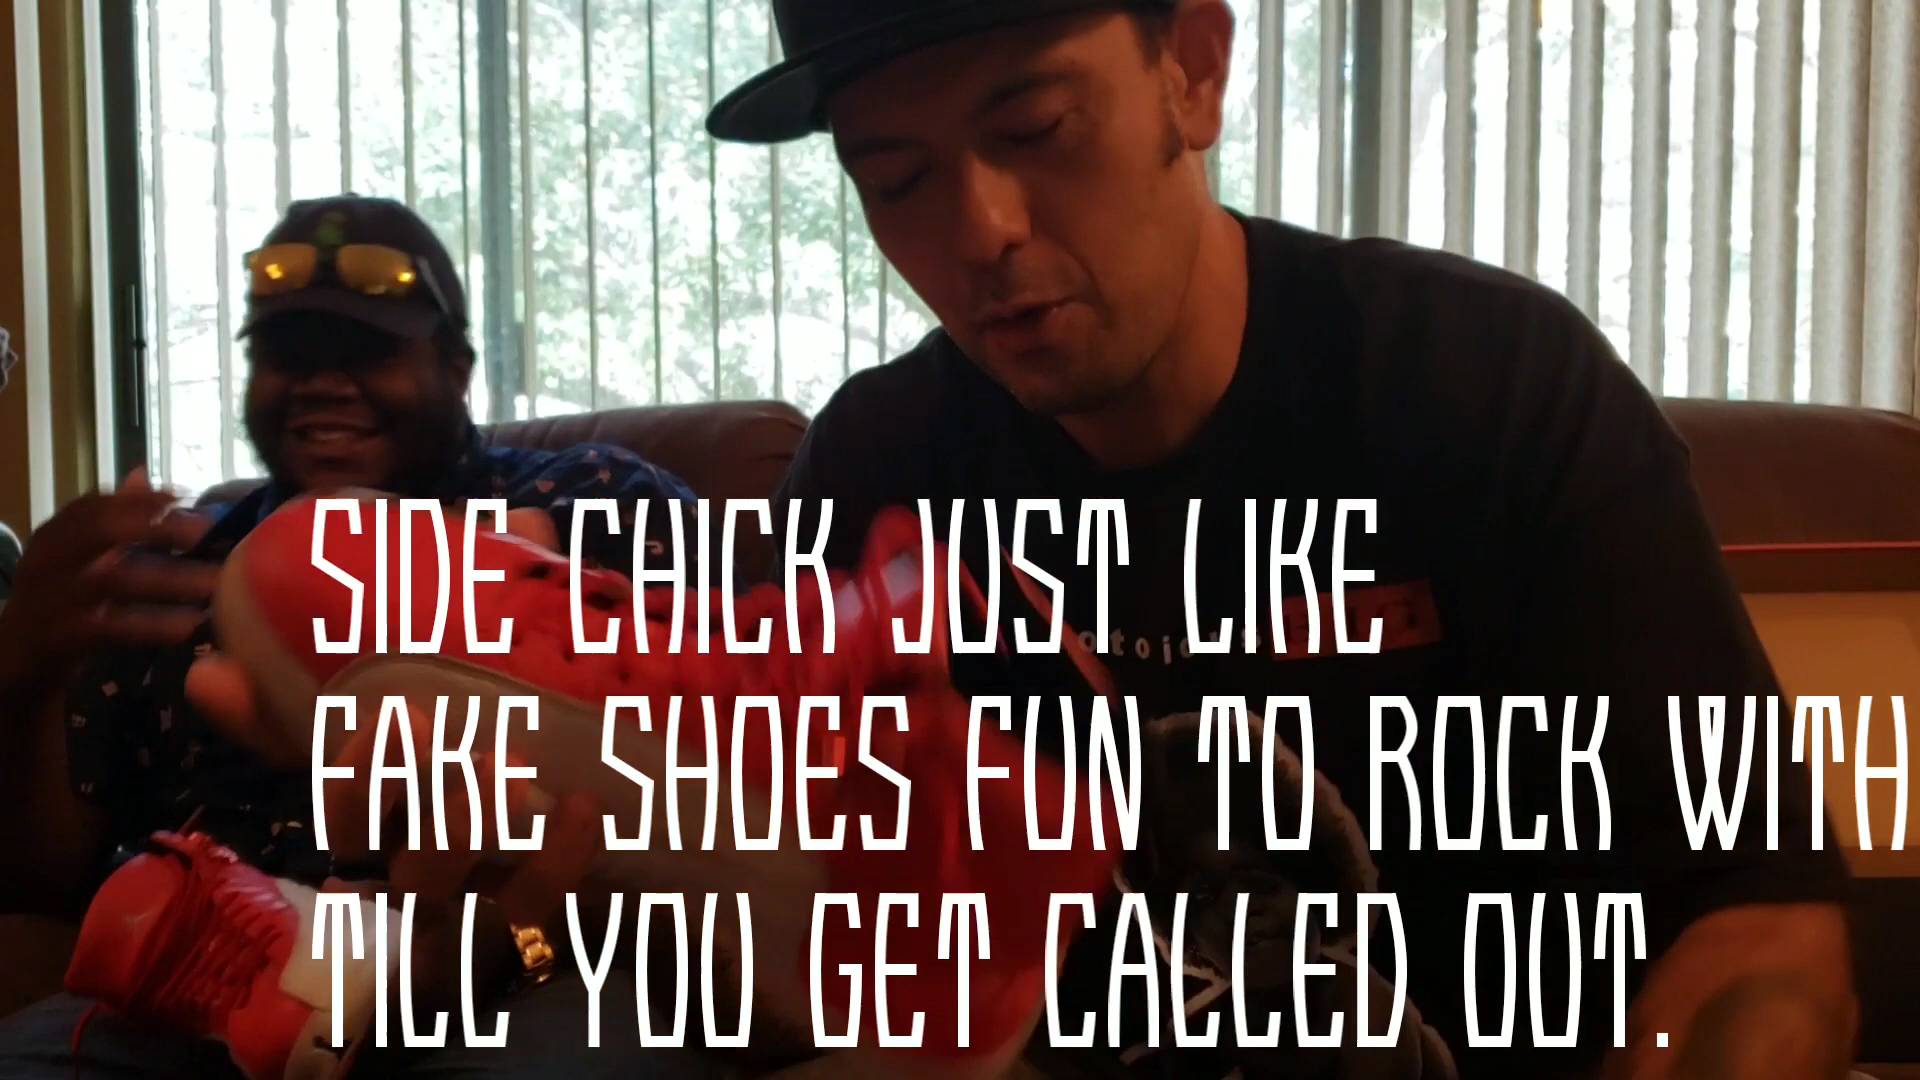 SIDE CHICK JUST LIKE
FAKE SHOES FUN TO ROCK WITH
TILL YOU GET CALLED OUT.